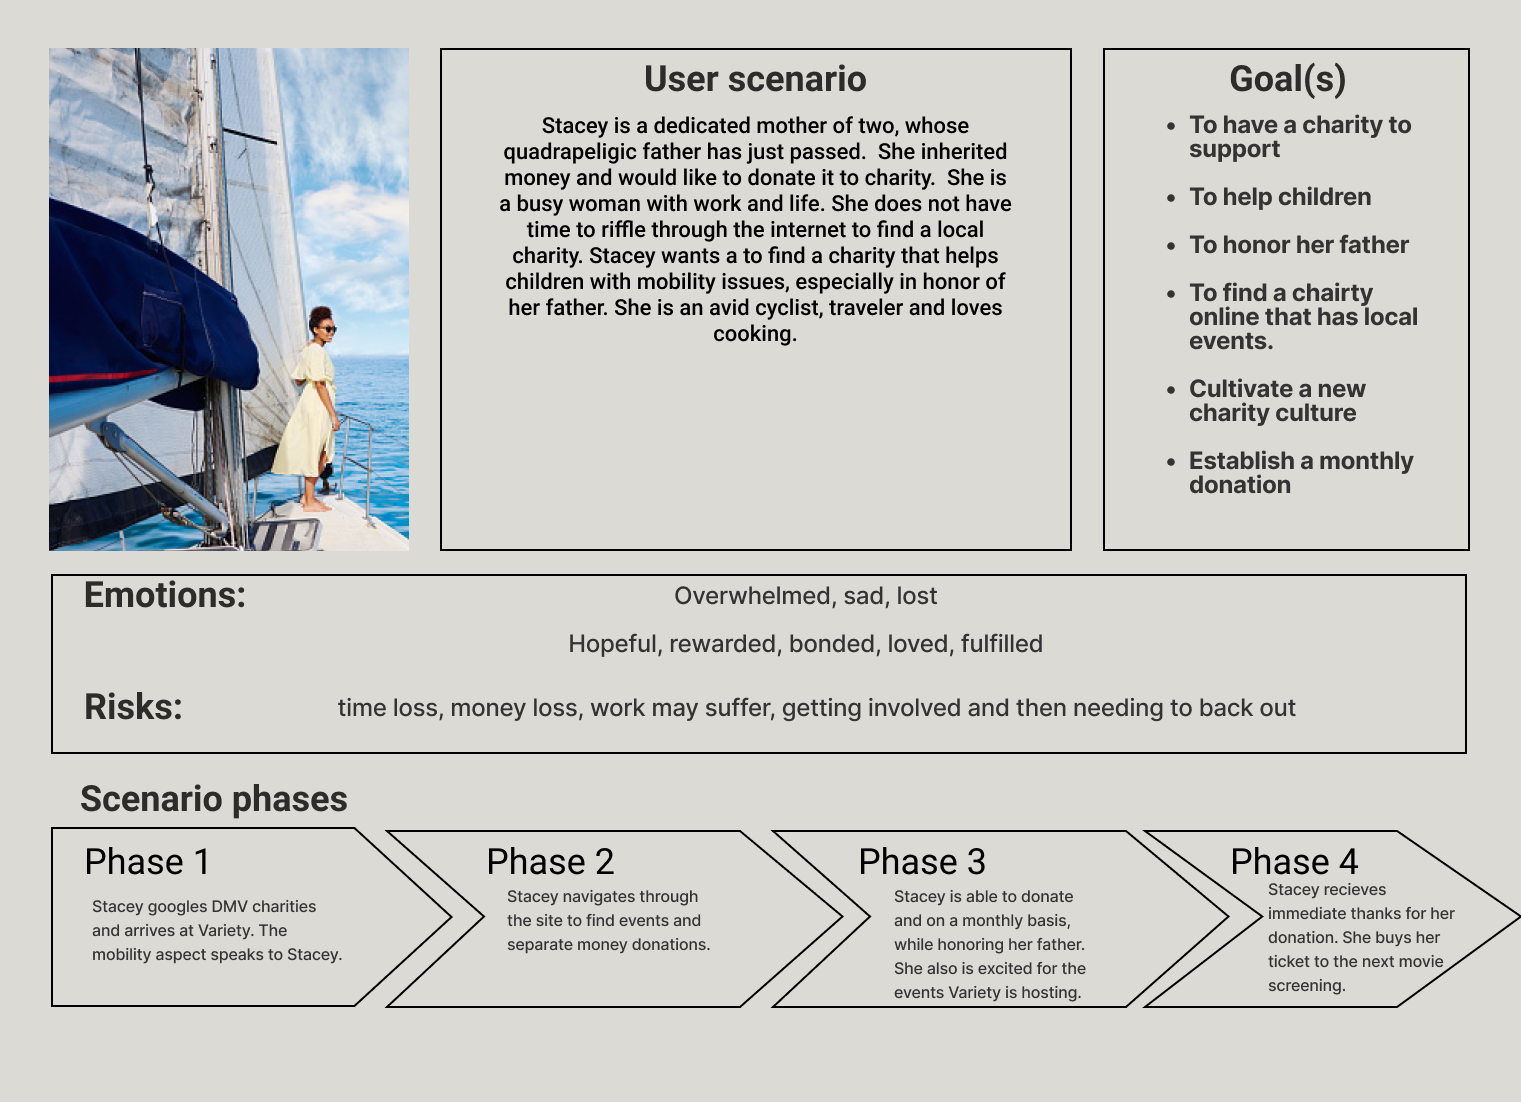 User scenario
Stacey is a dedicated mother of two, whose
quadrapeligic father has just passed.  She inherited
money and would like to donate it to charity.  She is
a busy woman with work and life. She does not have
time to riffle through the internet to find a local
charity. Stacey wants a to find a charity that helps
children with mobility issues, especially in honor of
her father. She is an avid cyclist, traveler and loves
cooking.
Goal(s)
• To have a charity to
support
• To help children
• To honor her father
• To find a chairty
online that has local
events.
• Cultivate a new
charity culture
• Establish a monthly
donation
Emotions:
Overwhelmed, sad, lost
Hopeful, rewarded, bonded, loved, fulfilled
Risks:
time loss, money loss, work may suffer, getting involved and then needing to back out
Scenario phases
Phase 1
Stacey googles DMV charities
and arrives at Variety. The
mobility aspect speaks to Stacey.
Phase 2
Stacey navigates through
the site to find events and
separate money donations.
Phase 3
Stacey is able to donate
and on a monthly basis,
while honoring her father.
She also is excited for the
events Variety is hosting.
Phase 4
Stacey recieves
immediate thanks for her
donation. She buys her
ticket to the next movie
screening.